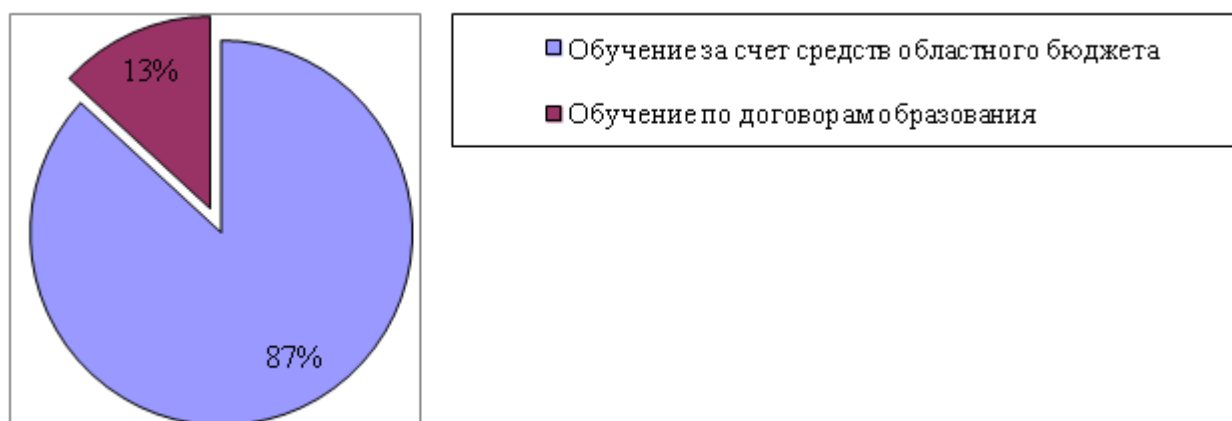 13%
87%
Обучение за счет средств областного бюджета
Обучение по договорам образования